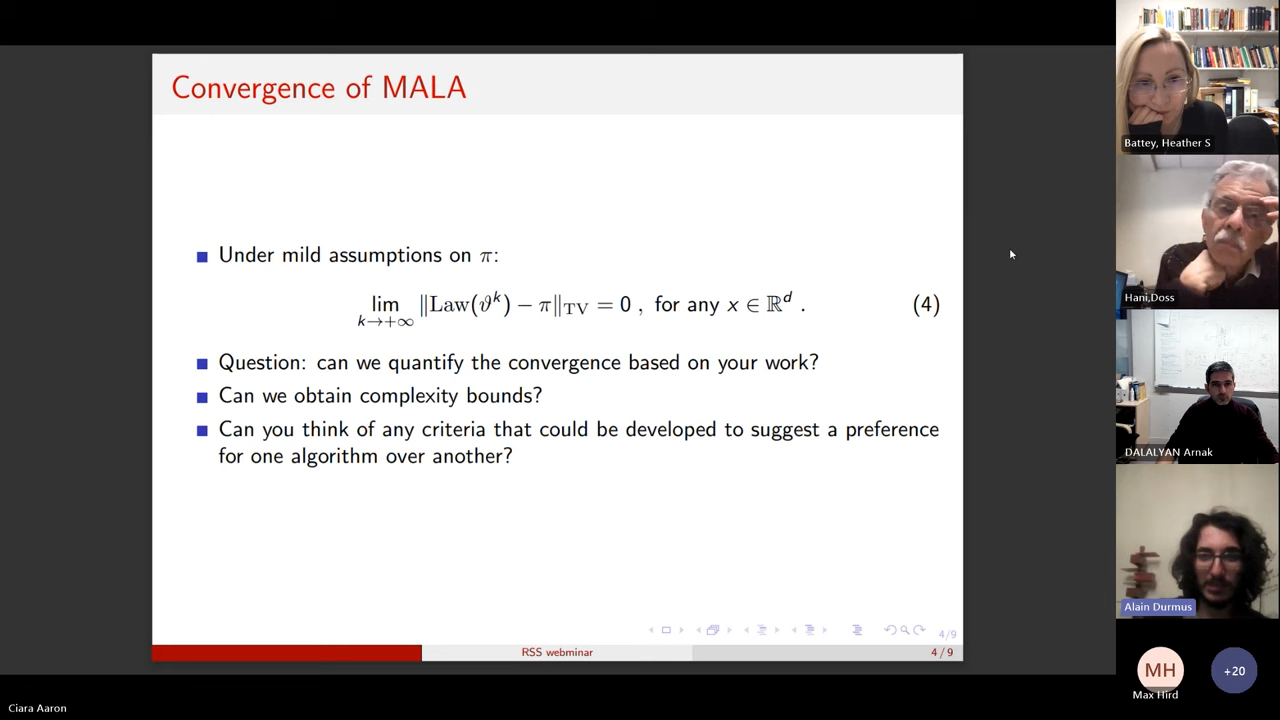 Convergence of MALA
Under mild assumptions on π:
lim k→+∞ ‖Law(ϑ^k) − π‖_TV = 0 , for any x ∈ ℝ^d . (4)
Question: can we quantify the convergence based on your work?
Can we obtain complexity bounds?
Can you think of any criteria that could be developed to suggest a preference
for one algorithm over another?
4/9
RSS webminar
4 / 9
Battey, Heather S
Hani,Doss
DALALYAN Arnak
Alain Durmus
MH
Max Hird
+20
Ciara Aaron